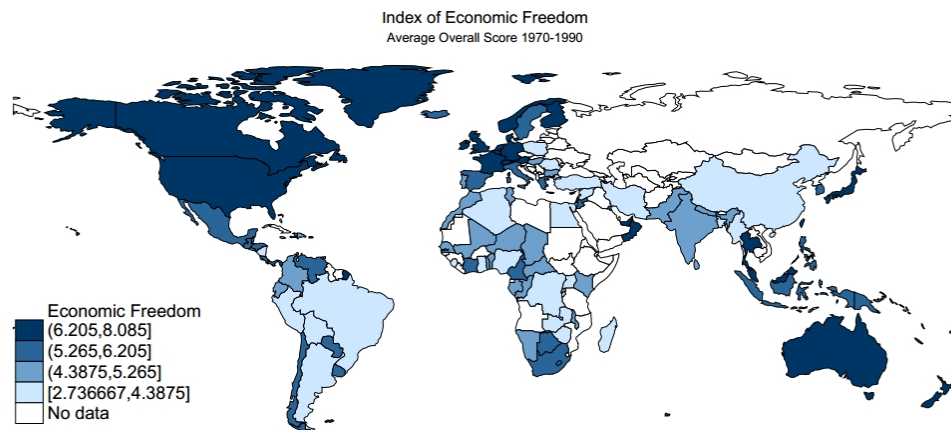 Index of Economic Freedom
Average Overall Score 1970-1990
Economic Freedom
(6.205,8.085]
(5.265,6.205]
(4.3875,5.265]
[2.736667,4.3875]
No data